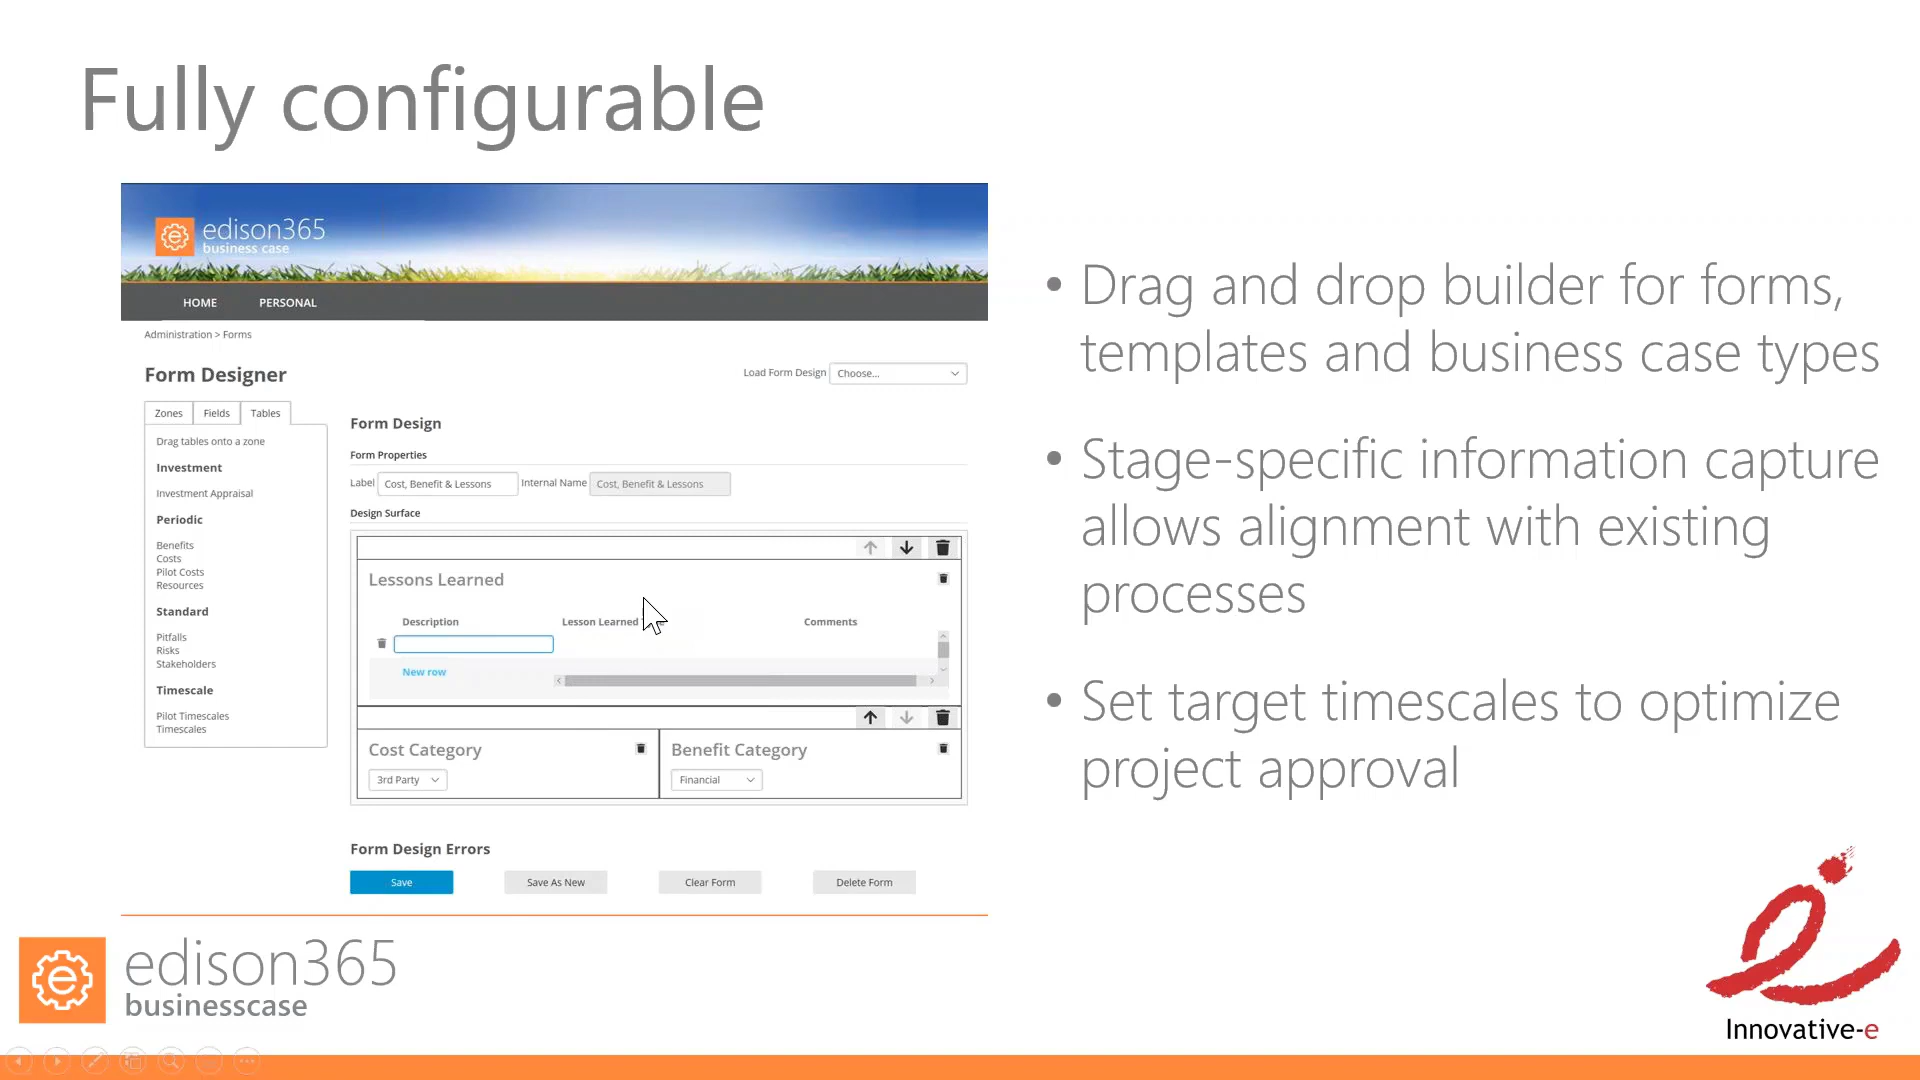 Fully configurable
edison365
business case
HOME PERSONAL
Administration > Forms
Form Designer
Load Form Design Choose...
Zones Fields Tables
Drag tables onto a zone
Investment
Investment Appraisal
Periodic
Benefits
Costs
Pilot Costs
Resources
Standard
Pitfalls
Risks
Stakeholders
Timescale
Pilot Timescales
Timescales
Form Design
Form Properties
Label Cost, Benefit & Lessons Internal Name Cost, Benefit & Lessons
Design Surface
Lessons Learned
Description Lesson Learned Comments
New row
Cost Category
3rd Party
Benefit Category
Financial
Form Design Errors
Save Save As New Clear Form Delete Form
• Drag and drop builder for forms,
templates and business case types
• Stage-specific information capture
allows alignment with existing
processes
• Set target timescales to optimize
project approval
edison365
businesscase
Innovative-e